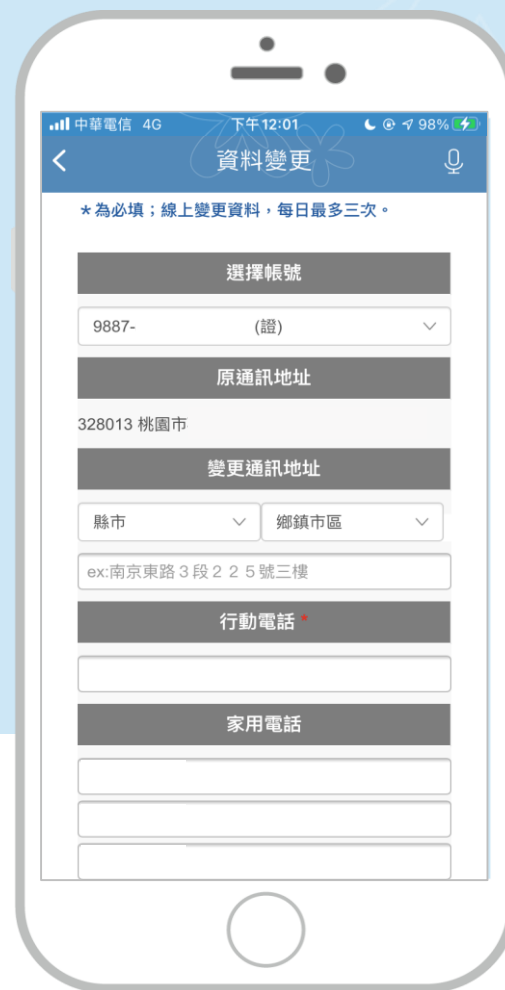 中華電信 4G 下午12:01 98%
資料變更
*為必填；線上變更資料，每日最多三次。
選擇帳號
9887- (證)
原通訊地址
328013 桃園市
變更通訊地址
縣市 鄉鎮市區
ex:南京東路３段２２５號三樓
行動電話 *
家用電話